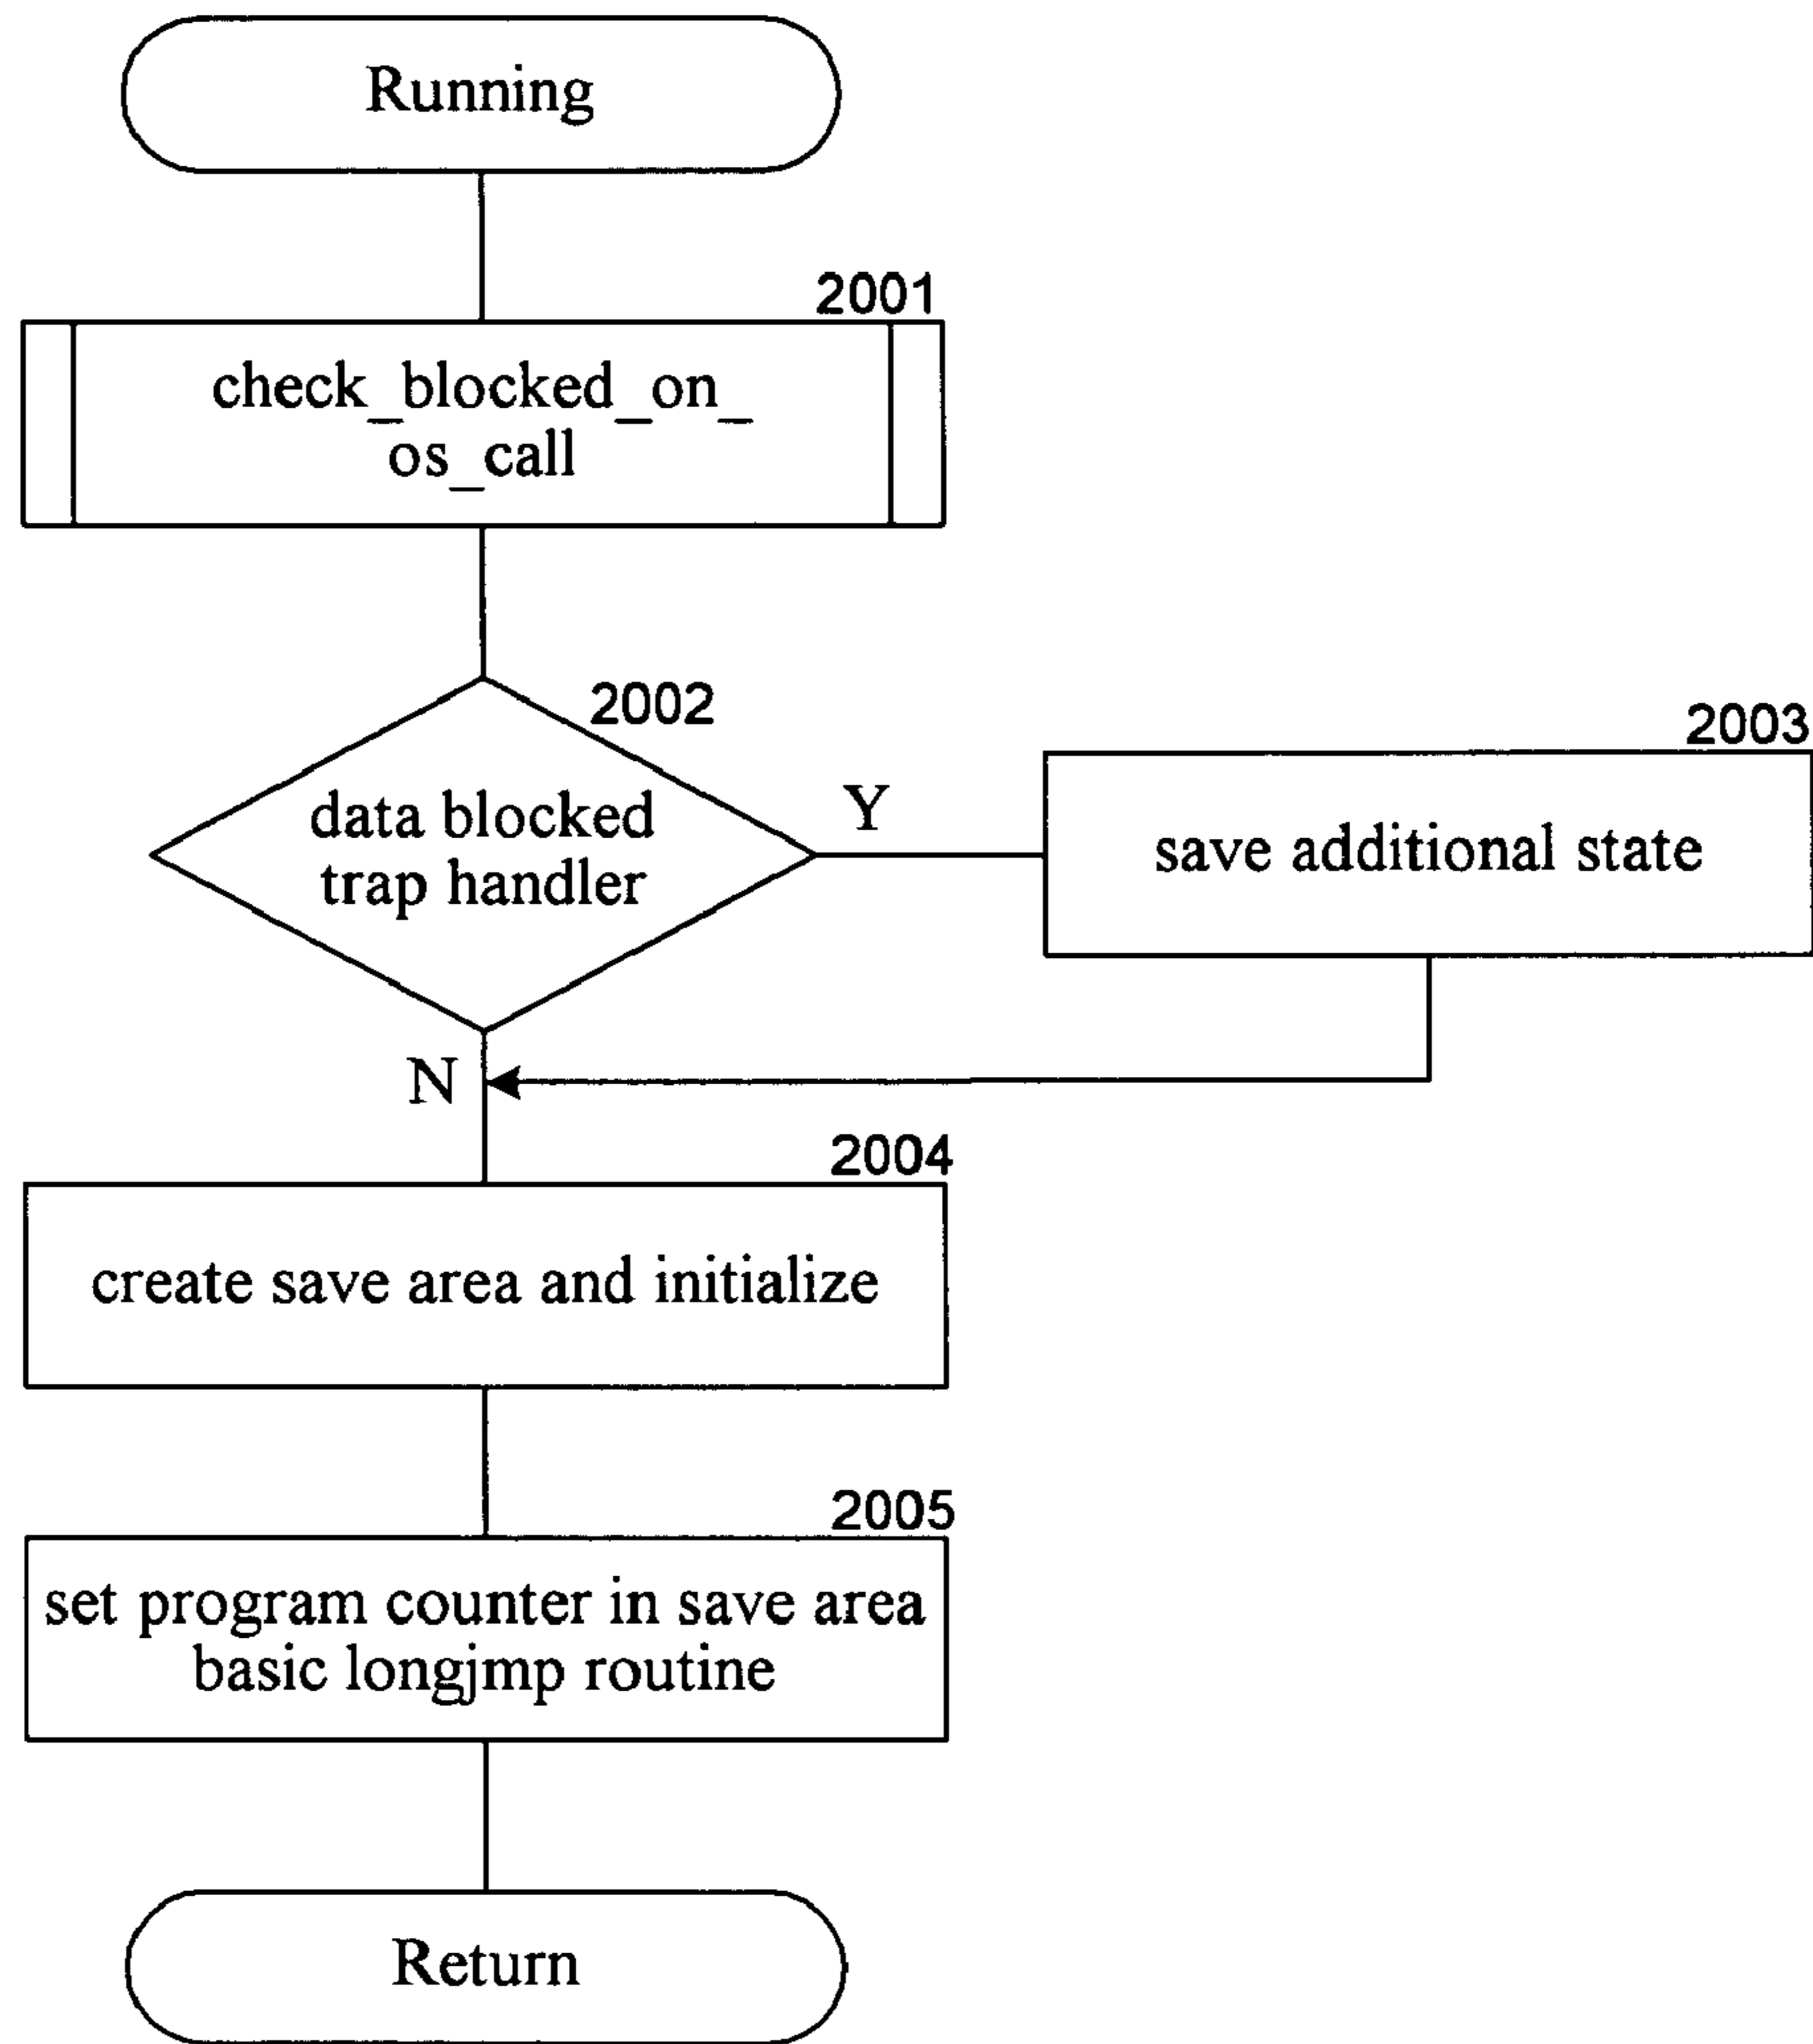 Running
2001
check_blocked_on_
os_call
2002
data blocked
trap handler
Y
2003
save additional state
N
2004
create save area and initialize
2005
set program counter in save area
basic longjmp routine
Return